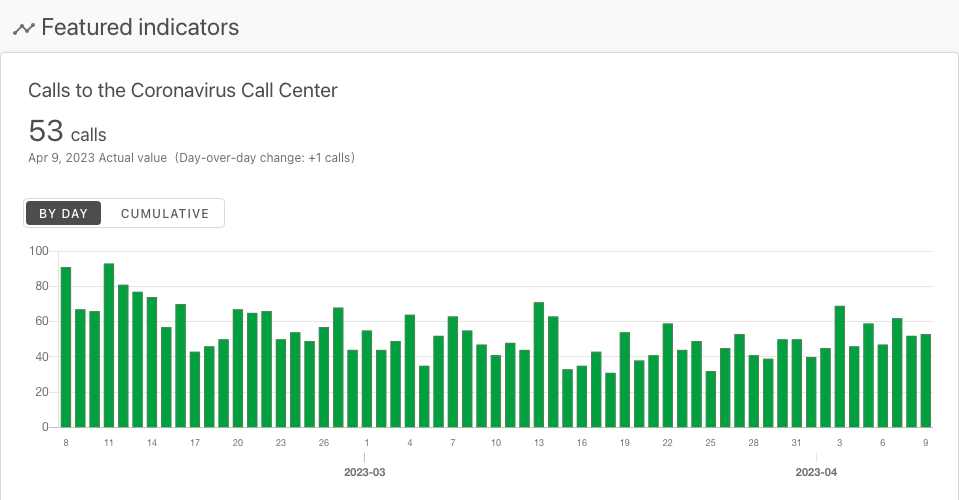 Featured indicators
Calls to the Coronavirus Call Center
53 calls
Apr 9, 2023 Actual value (Day-over-day change: +1 calls)
BY DAY CUMULATIVE
100
80
60
40
20
0
8 11 14 17 20 23 26 1 4 7 10 13 16 19 22 25 28 31 3 6 9
2023-03 2023-04